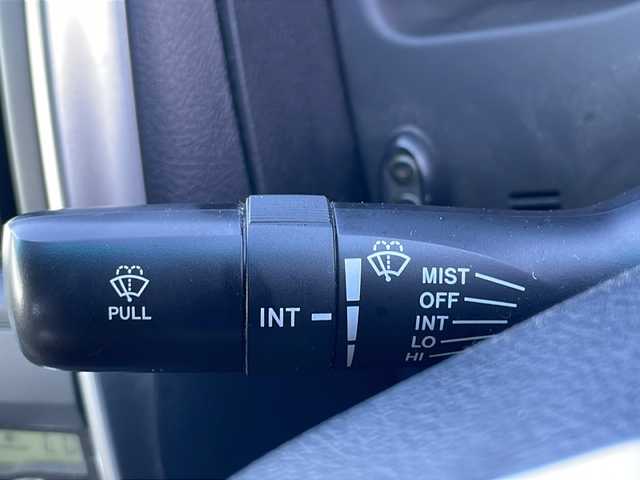 PULL
INT
MIST
OFF
INT
LO
HI